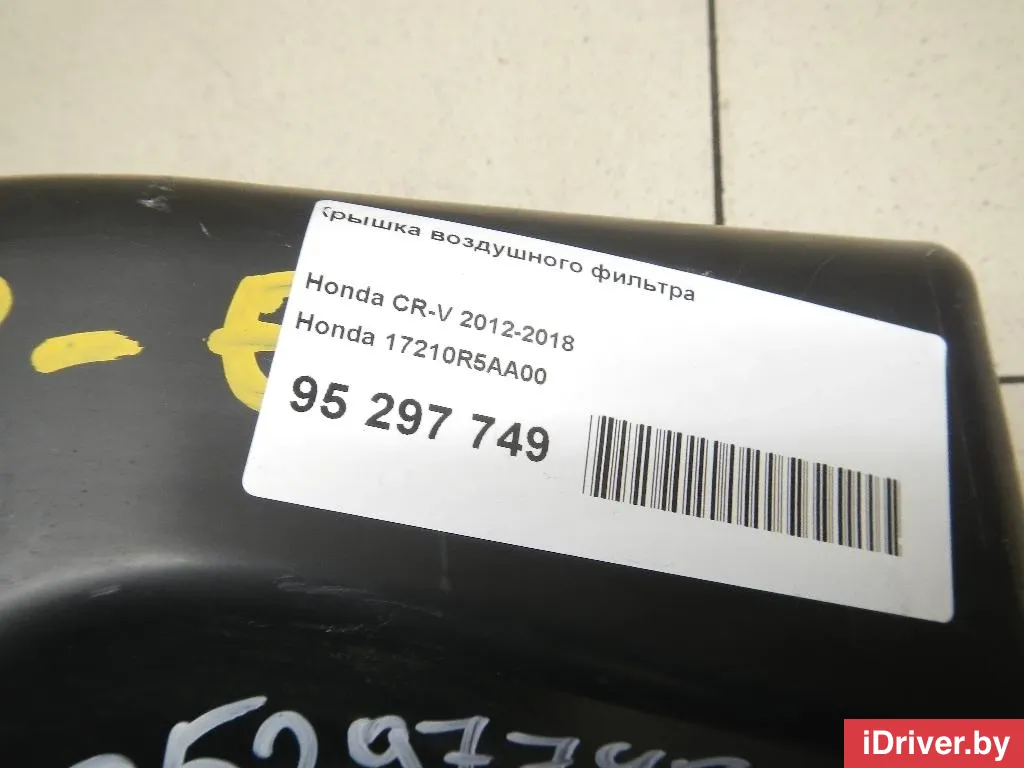 Крышка воздушного фильтра
Honda CR-V 2012-2018
Honda 17210R5AA00
95 297 749
iDriver.by